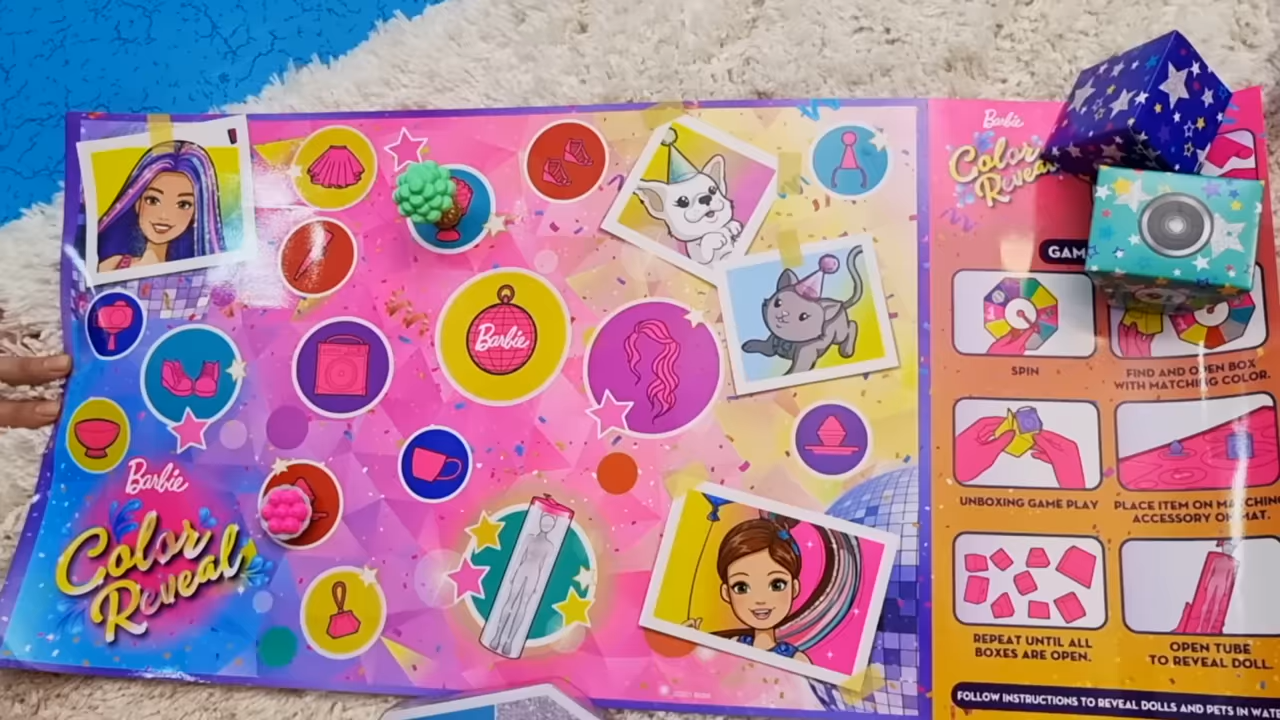 Barbie
Barbie
Color
Reveal
Barbie
Color
Reveal
SPIN
FIND AND OPEN BOX
WITH MATCHING COLOR.
UNBOXING GAME PLAY
PLACE ITEM ON MATCHING
ACCESSORY ON MAT.
REPEAT UNTIL ALL
BOXES ARE OPEN.
OPEN TUBE
TO REVEAL DOLL.
FOLLOW INSTRUCTIONS TO REVEAL DOLLS AND PETS IN